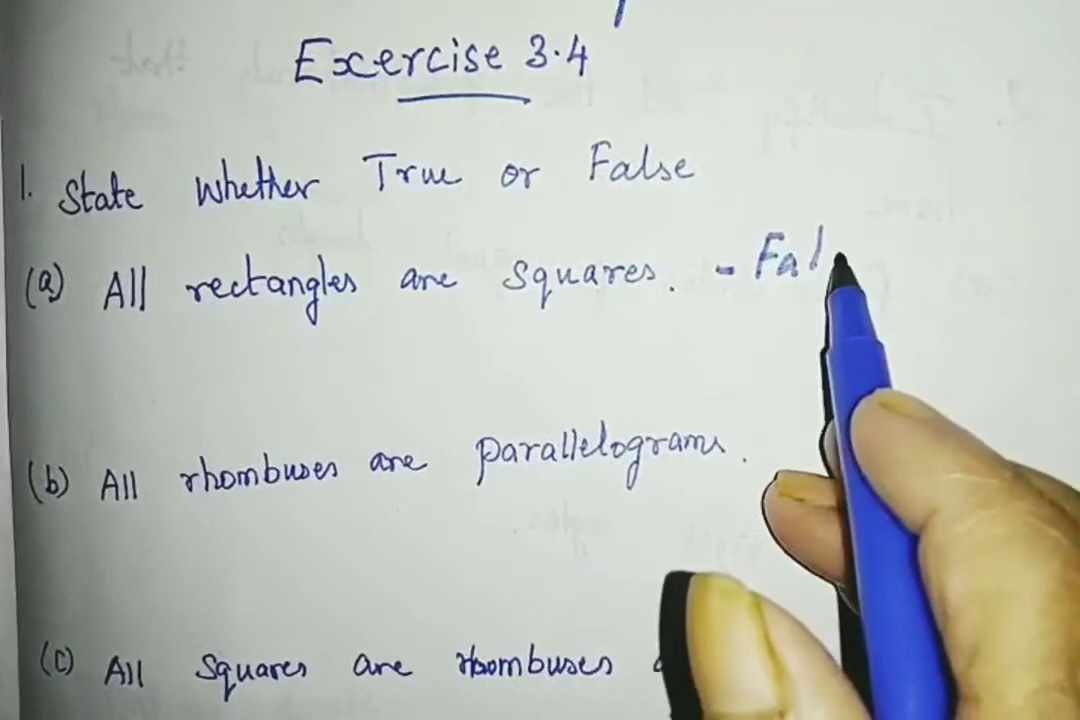 Excercise 3.4
1. State whether True or False
(a) All rectangles are squares. - Fal
(b) All rhombuses are parallelograms.
(c) All squares are rhombuses